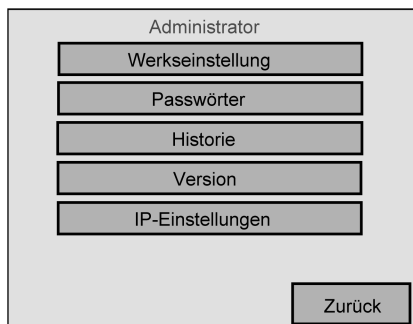 Administrator
Werkseinstellung
Passwörter
Historie
Version
IP-Einstellungen
Zurück